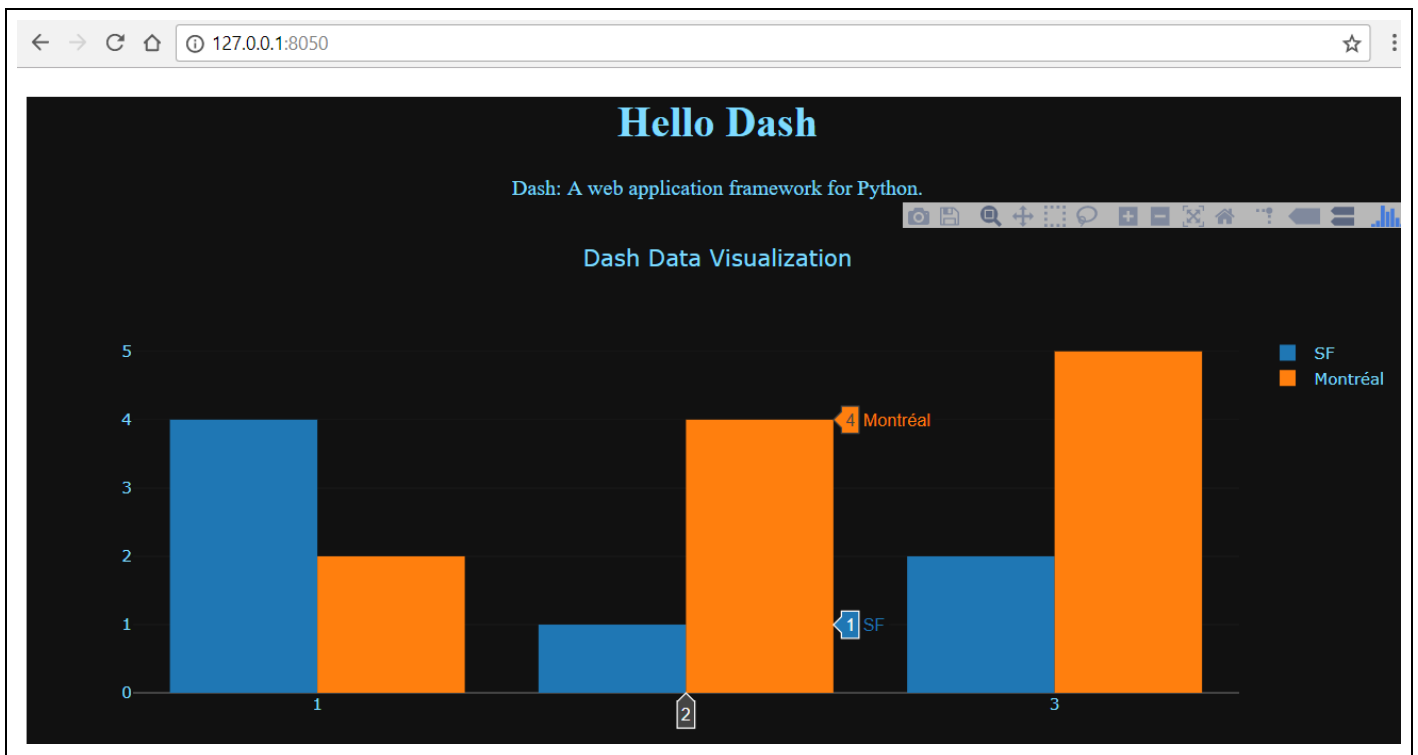 127.0.0.1:8050
Hello Dash
Dash: A web application framework for Python.
Dash Data Visualization
5
4
3
2
1
0
1
2
3
4 Montréal
1 SF
SF
Montréal